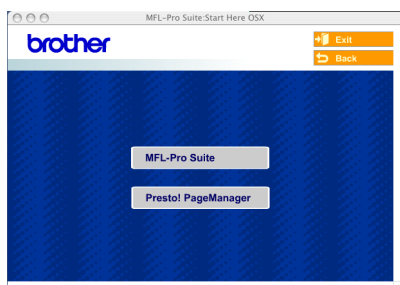 MFL-Pro Suite:Start Here OSX
brother
Exit
Back
MFL-Pro Suite
Presto! PageManager